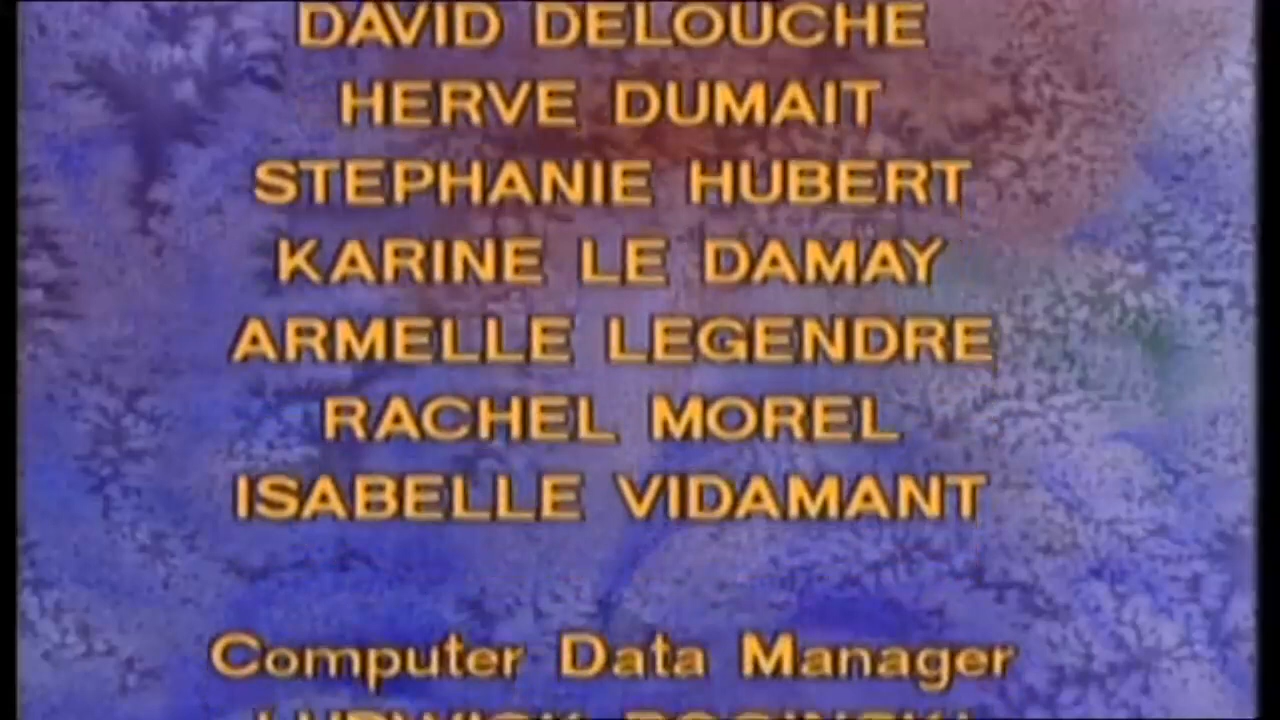 DAVID DELOUCHE
HERVE DUMAIT
STEPHANIE HUBERT
KARINE LE DAMAY
ARMELLE LEGENDRE
RACHEL MOREL
ISABELLE VIDAMANT
Computer Data Manager